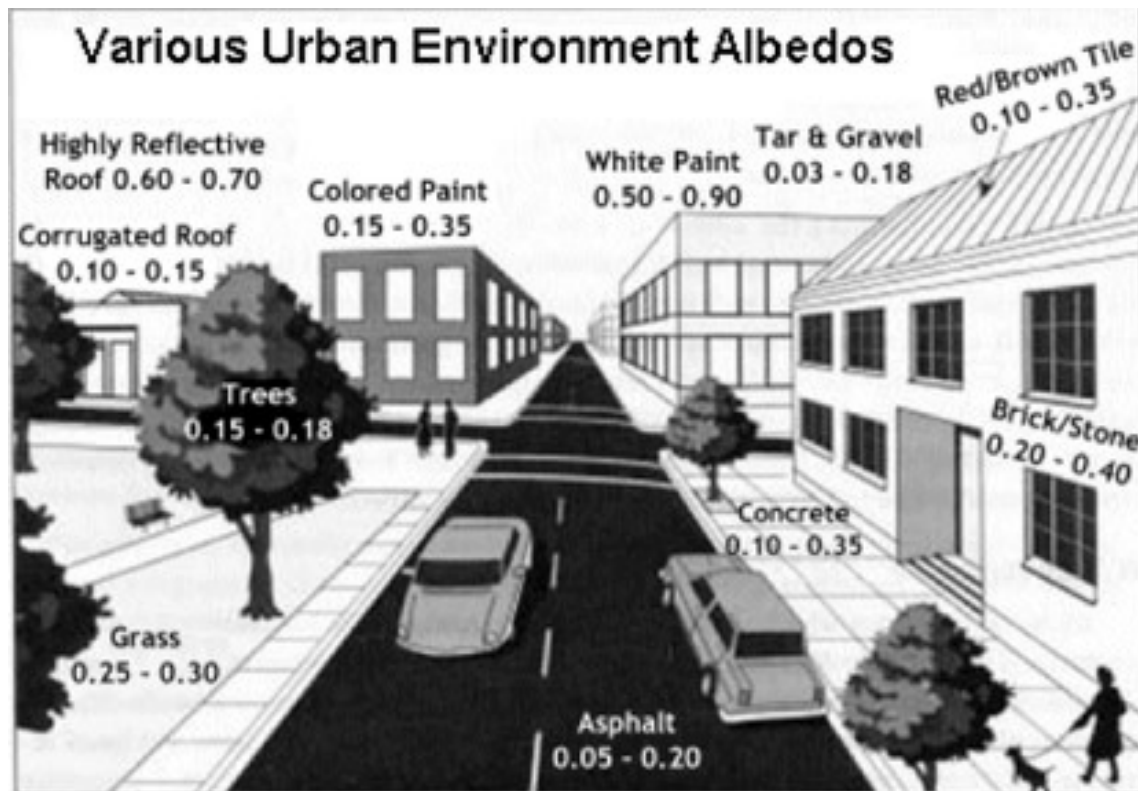 Various Urban Environment Albedos
Red/Brown Tile
0.10 - 0.35
Highly Reflective
Roof 0.60 - 0.70
Colored Paint
0.15 - 0.35
White Paint
0.50 - 0.90
Tar & Gravel
0.03 - 0.18
Corrugated Roof
0.10 - 0.15
Trees
0.15 - 0.18
Brick/Stone
0.20 - 0.40
Concrete
0.10 - 0.35
Grass
0.25 - 0.30
Asphalt
0.05 - 0.20